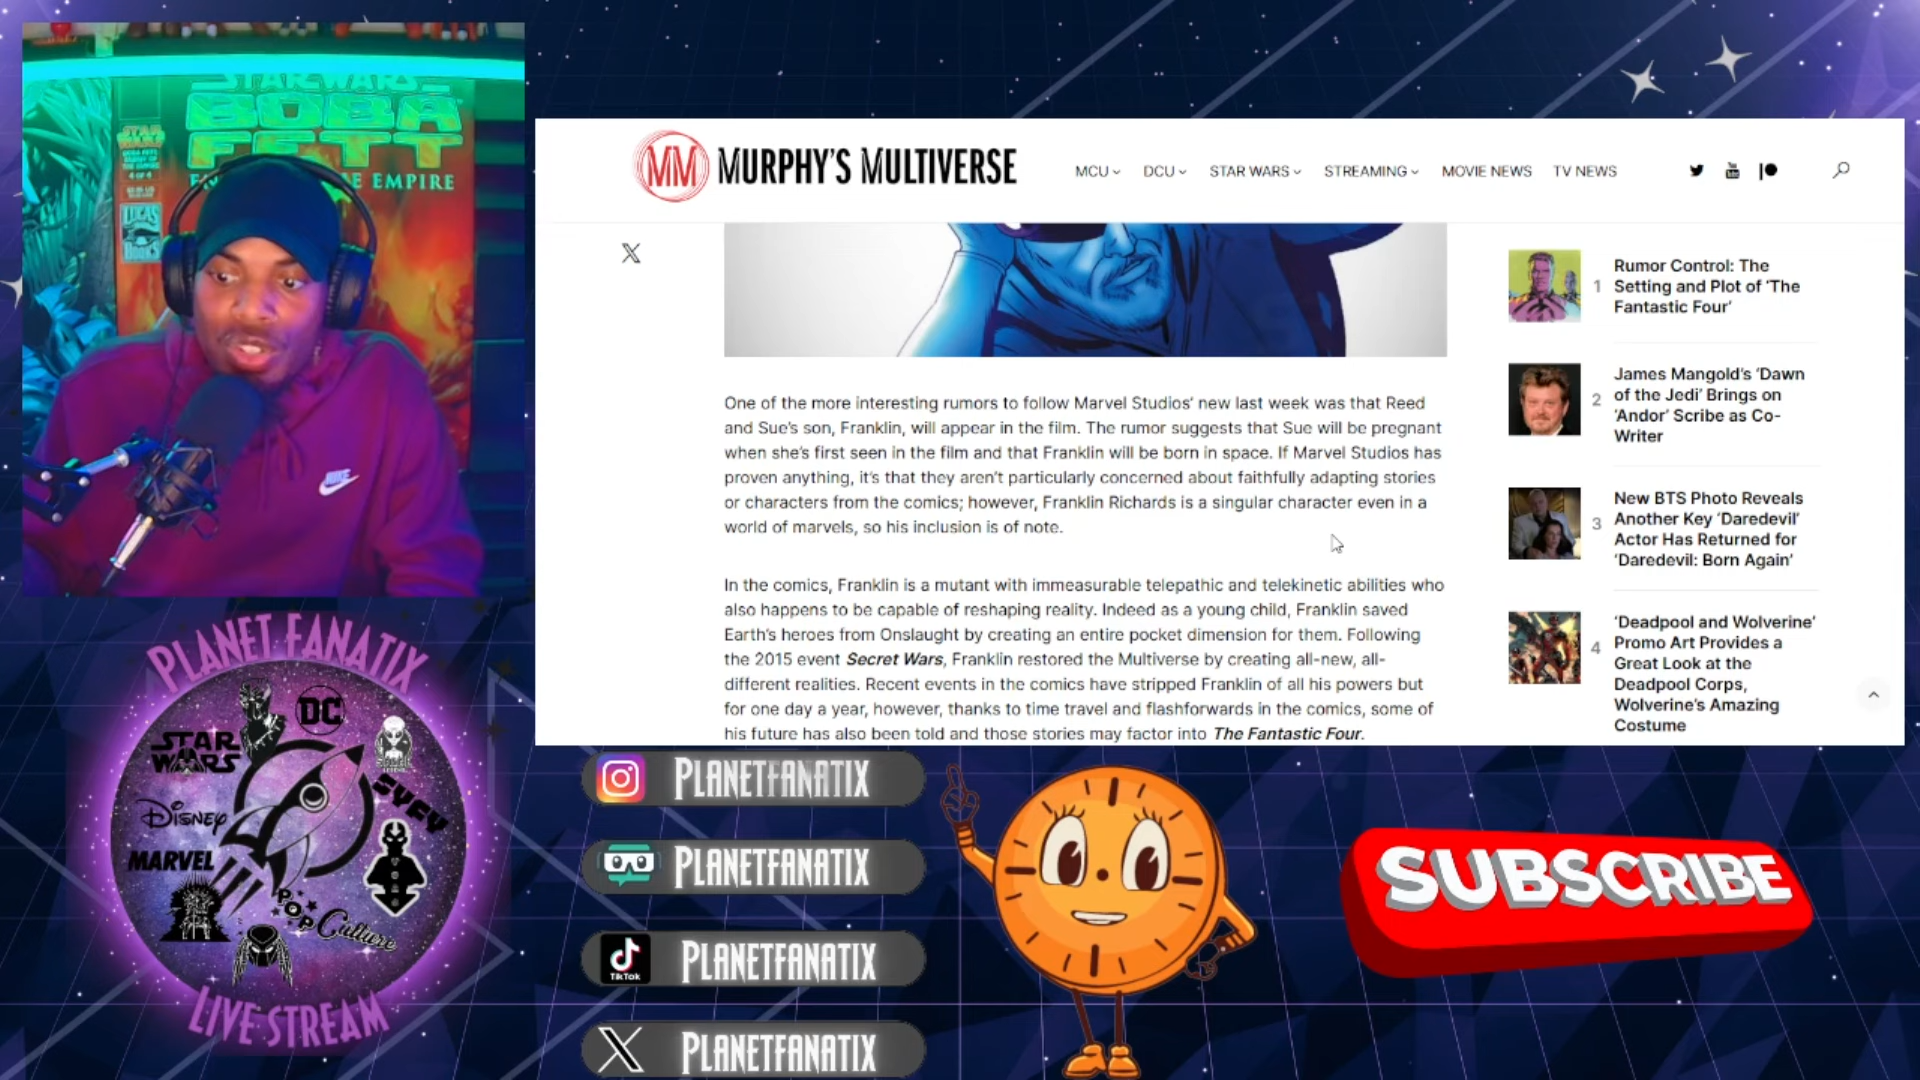 STAR WARS
BOBA
FETT
EMPIRE
STAR
WARS
4 OF 4
NIKE
MM MURPHY'S MULTIVERSE
MCU
DCU
STAR WARS
STREAMING
MOVIE NEWS
TV NEWS
One of the more interesting rumors to follow Marvel Studios' new last week was that Reed
and Sue's son, Franklin, will appear in the film. The rumor suggests that Sue will be pregnant
when she's first seen in the film and that Franklin will be born in space. If Marvel Studios has
proven anything, it's that they aren't particularly concerned about faithfully adapting stories
or characters from the comics; however, Franklin Richards is a singular character even in a
world of marvels, so his inclusion is of note.
In the comics, Franklin is a mutant with immeasurable telepathic and telekinetic abilities who
also happens to be capable of reshaping reality. Indeed as a young child, Franklin saved
Earth's heroes from Onslaught by creating an entire pocket dimension for them. Following
the 2015 event Secret Wars, Franklin restored the Multiverse by creating all-new, all-
different realities. Recent events in the comics have stripped Franklin of all his powers but
for one day a year, however, thanks to time travel and flashforwards in the comics, some of
his future has also been told and those stories may factor into The Fantastic Four.
1
Rumor Control: The
Setting and Plot of 'The
Fantastic Four'
2
James Mangold's 'Dawn
of the Jedi' Brings on
'Andor' Scribe as Co-
Writer
3
New BTS Photo Reveals
Another Key 'Daredevil'
Actor Has Returned for
'Daredevil: Born Again'
4
'Deadpool and Wolverine'
Promo Art Provides a
Great Look at the
Deadpool Corps,
Wolverine's Amazing
Costume
PLANET FANATIX
DC
STAR
WARS
SYFY
DISNEY
MARVEL
POP Culture
LIVE STREAM
PLANETFANATIX
PLANETFANATIX
TikTok
PLANETFANATIX
PLANETFANATIX
SUBSCRIBE